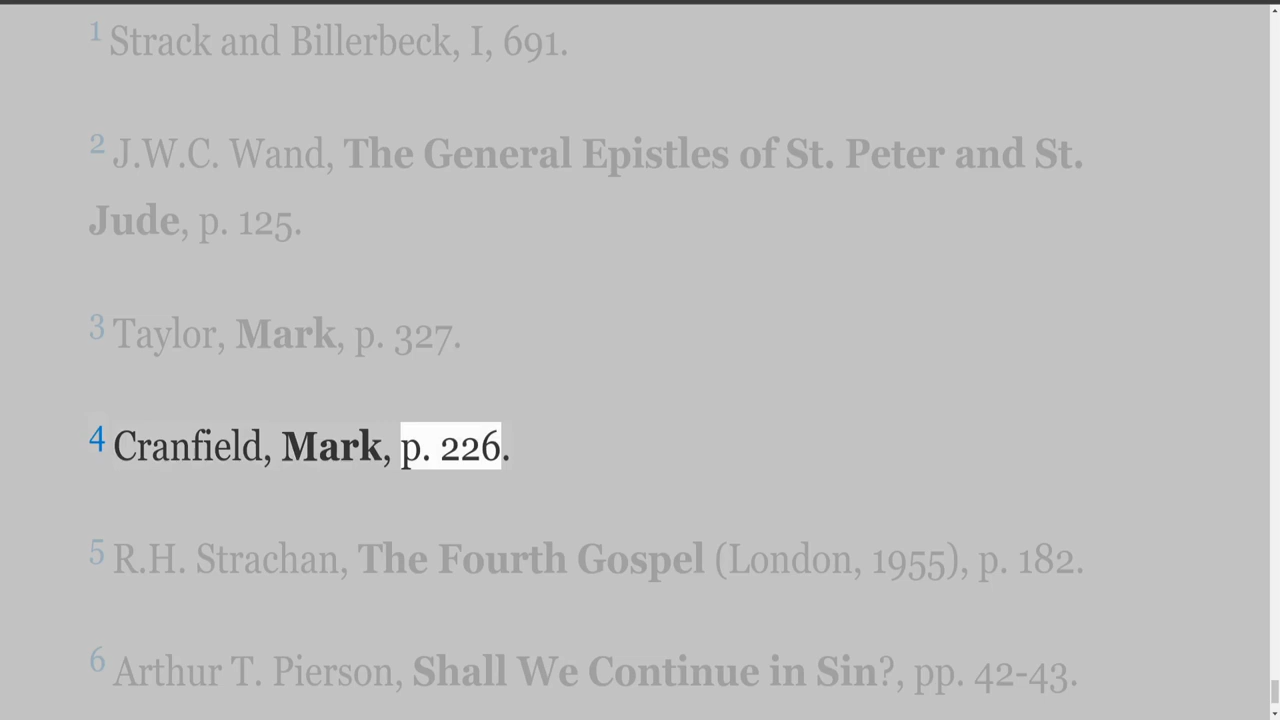 1 Strack and Billerbeck, I, 691.
2 J.W.C. Wand, The General Epistles of St. Peter and St.
Jude, p. 125.
3 Taylor, Mark, p. 327.
4 Cranfield, Mark, p. 226.
5 R.H. Strachan, The Fourth Gospel (London, 1955), p. 182.
6 Arthur T. Pierson, Shall We Continue in Sin?, pp. 42-43.